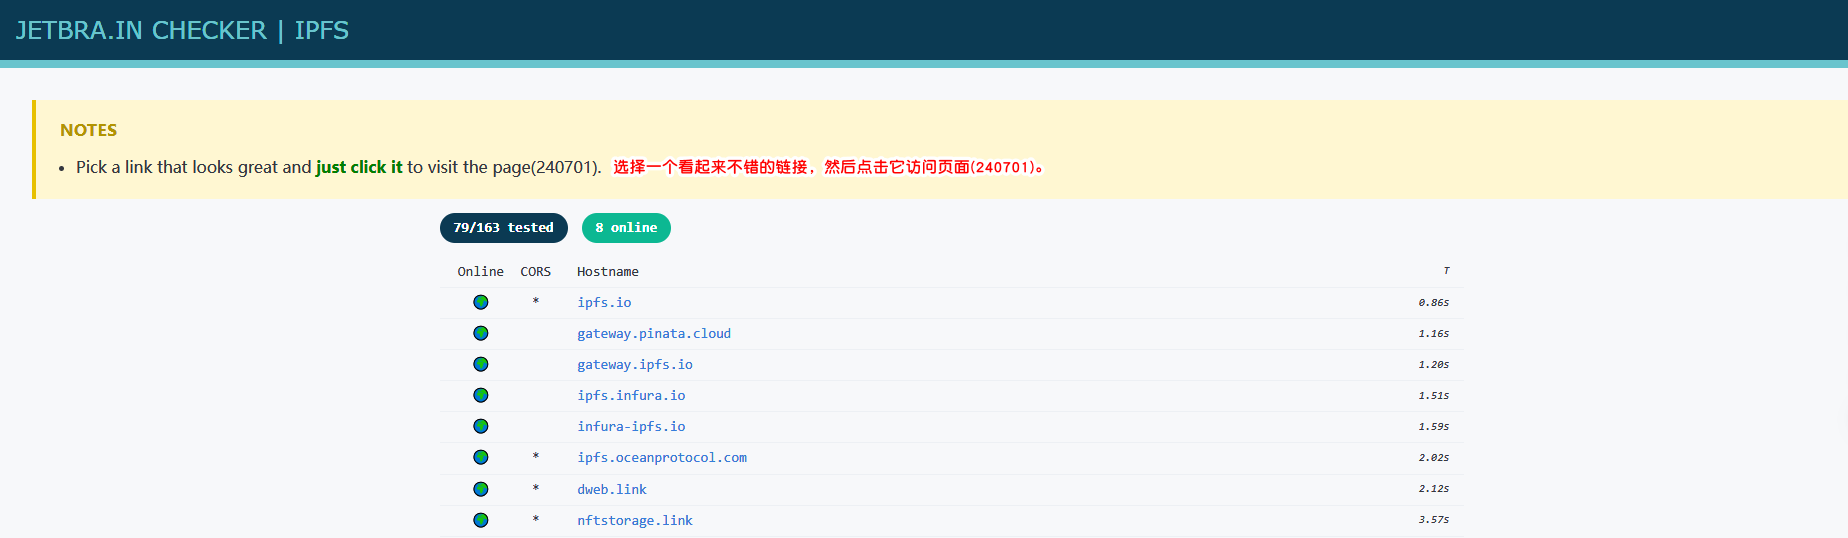 JETBRA.IN CHECKER | IPFS
NOTES
• Pick a link that looks great and just click it to visit the page(240701). 选择一个看起来不错的链接，然后点击它访问页面(240701)。
79/163 tested 8 online
Online CORS Hostname T
* ipfs.io 0.86s
gateway.pinata.cloud 1.16s
gateway.ipfs.io 1.20s
ipfs.infura.io 1.51s
infura-ipfs.io 1.59s
* ipfs.oceanprotocol.com 2.02s
* dweb.link 2.12s
* nftstorage.link 3.57s